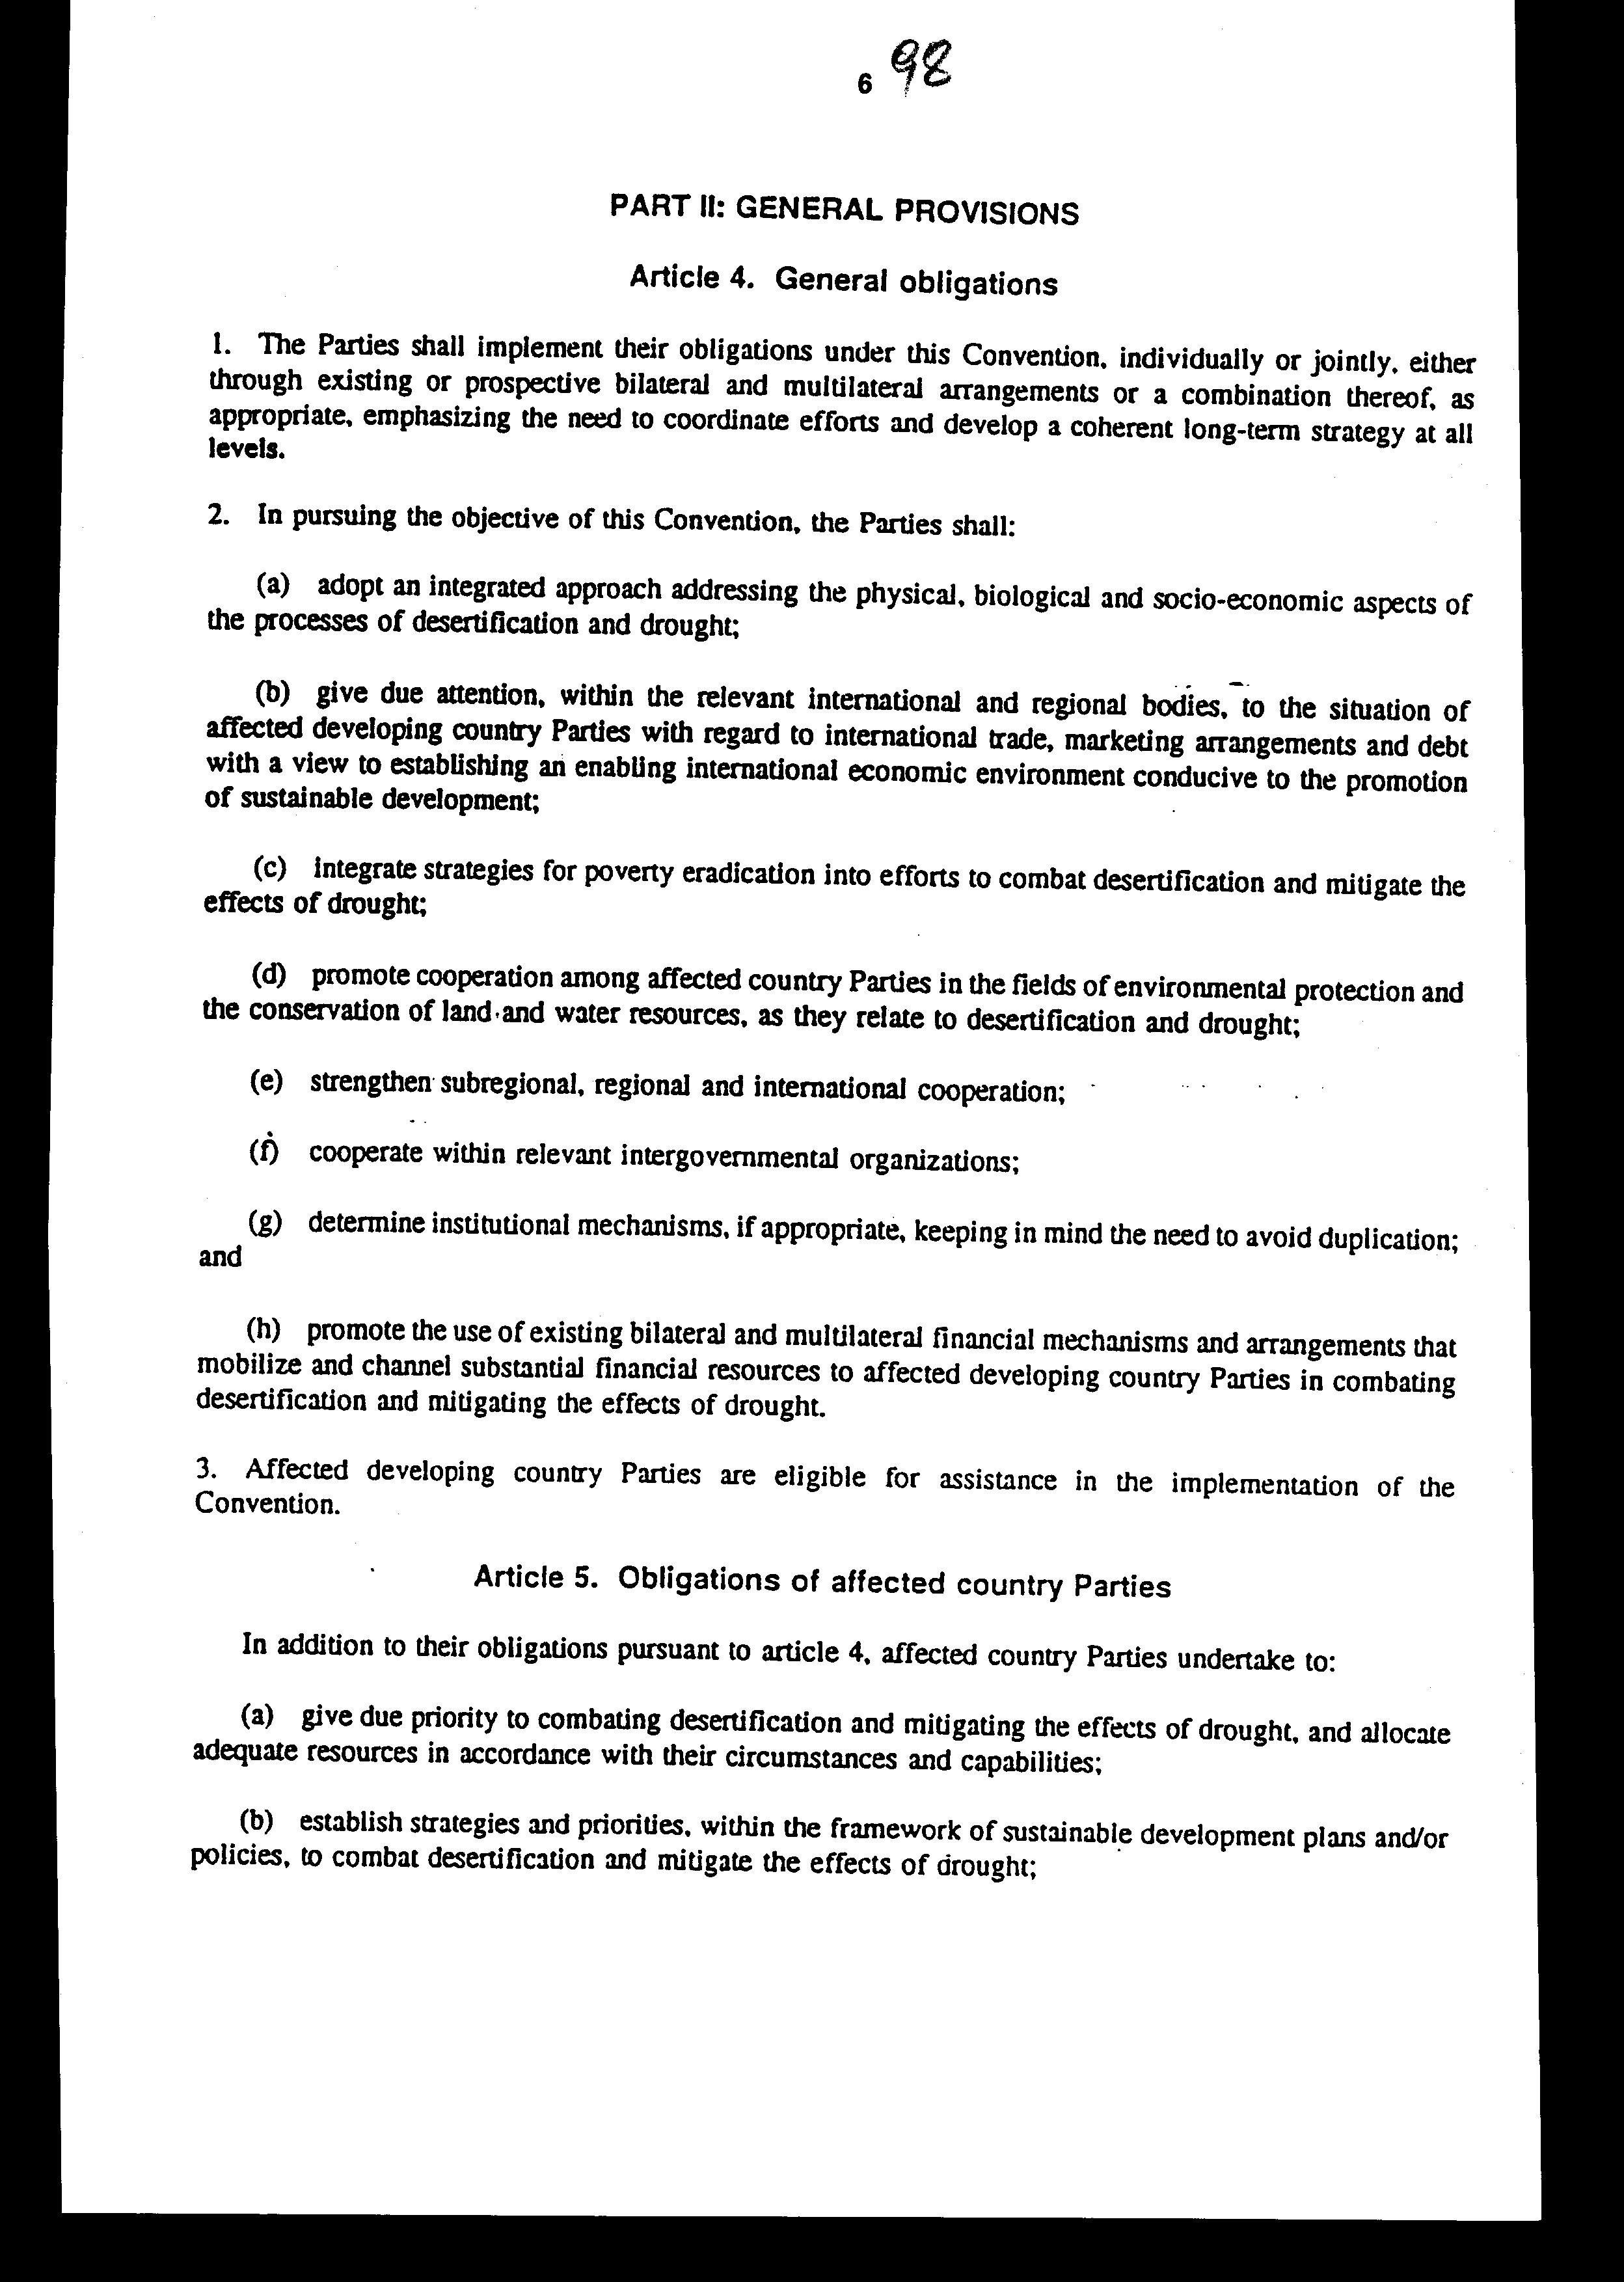 6 98
PART II: GENERAL PROVISIONS
Article 4. General obligations
1. The Parties shall implement their obligations under this Convention, individually or jointly, either
through existing or prospective bilateral and multilateral arrangements or a combination thereof, as
appropriate, emphasizing the need to coordinate efforts and develop a coherent long-term strategy at all
levels.
2. In pursuing the objective of this Convention, the Parties shall:
(a) adopt an integrated approach addressing the physical, biological and socio-economic aspects of
the processes of desertification and drought;
(b) give due attention, within the relevant international and regional bodies, to the situation of
affected developing country Parties with regard to international trade, marketing arrangements and debt
with a view to establishing an enabling international economic environment conducive to the promotion
of sustainable development;
(c) integrate strategies for poverty eradication into efforts to combat desertification and mitigate the
effects of drought;
(d) promote cooperation among affected country Parties in the fields of environmental protection and
the conservation of land and water resources, as they relate to desertification and drought;
(e) strengthen subregional, regional and international cooperation;
(f) cooperate within relevant intergovernmental organizations;
(g) determine institutional mechanisms, if appropriate, keeping in mind the need to avoid duplication;
and
(h) promote the use of existing bilateral and multilateral financial mechanisms and arrangements that
mobilize and channel substantial financial resources to affected developing country Parties in combating
desertification and mitigating the effects of drought.
3. Affected developing country Parties are eligible for assistance in the implementation of the
Convention.
Article 5. Obligations of affected country Parties
In addition to their obligations pursuant to article 4, affected country Parties undertake to:
(a) give due priority to combating desertification and mitigating the effects of drought, and allocate
adequate resources in accordance with their circumstances and capabilities;
(b) establish strategies and priorities, within the framework of sustainable development plans and/or
policies, to combat desertification and mitigate the effects of drought;